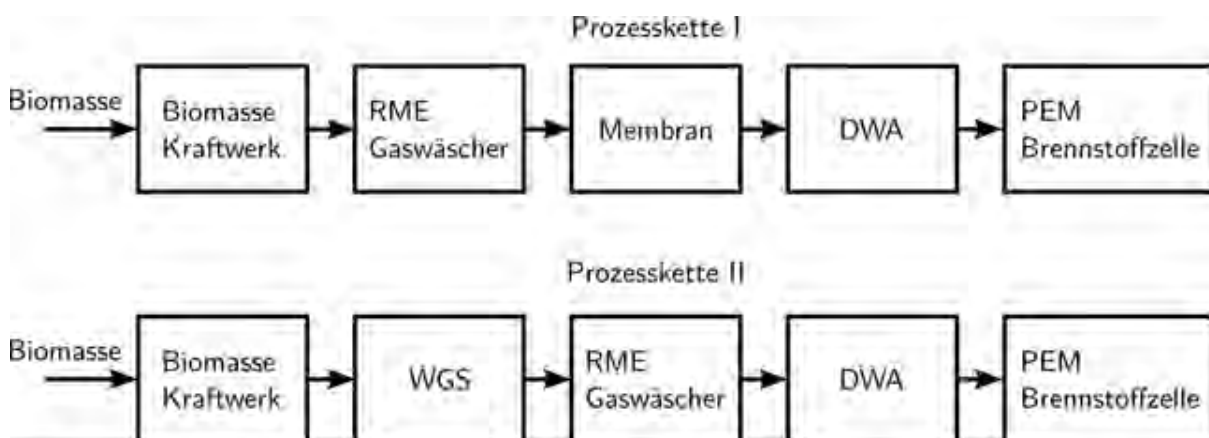 Prozesskette I
Biomasse
Biomasse
Kraftwerk
RME
Gaswäscher
Membran
DWA
PEM
Brennstoffzelle
Prozesskette II
Biomasse
Biomasse
Kraftwerk
WGS
RME
Gaswäscher
DWA
PEM
Brennstoffzelle